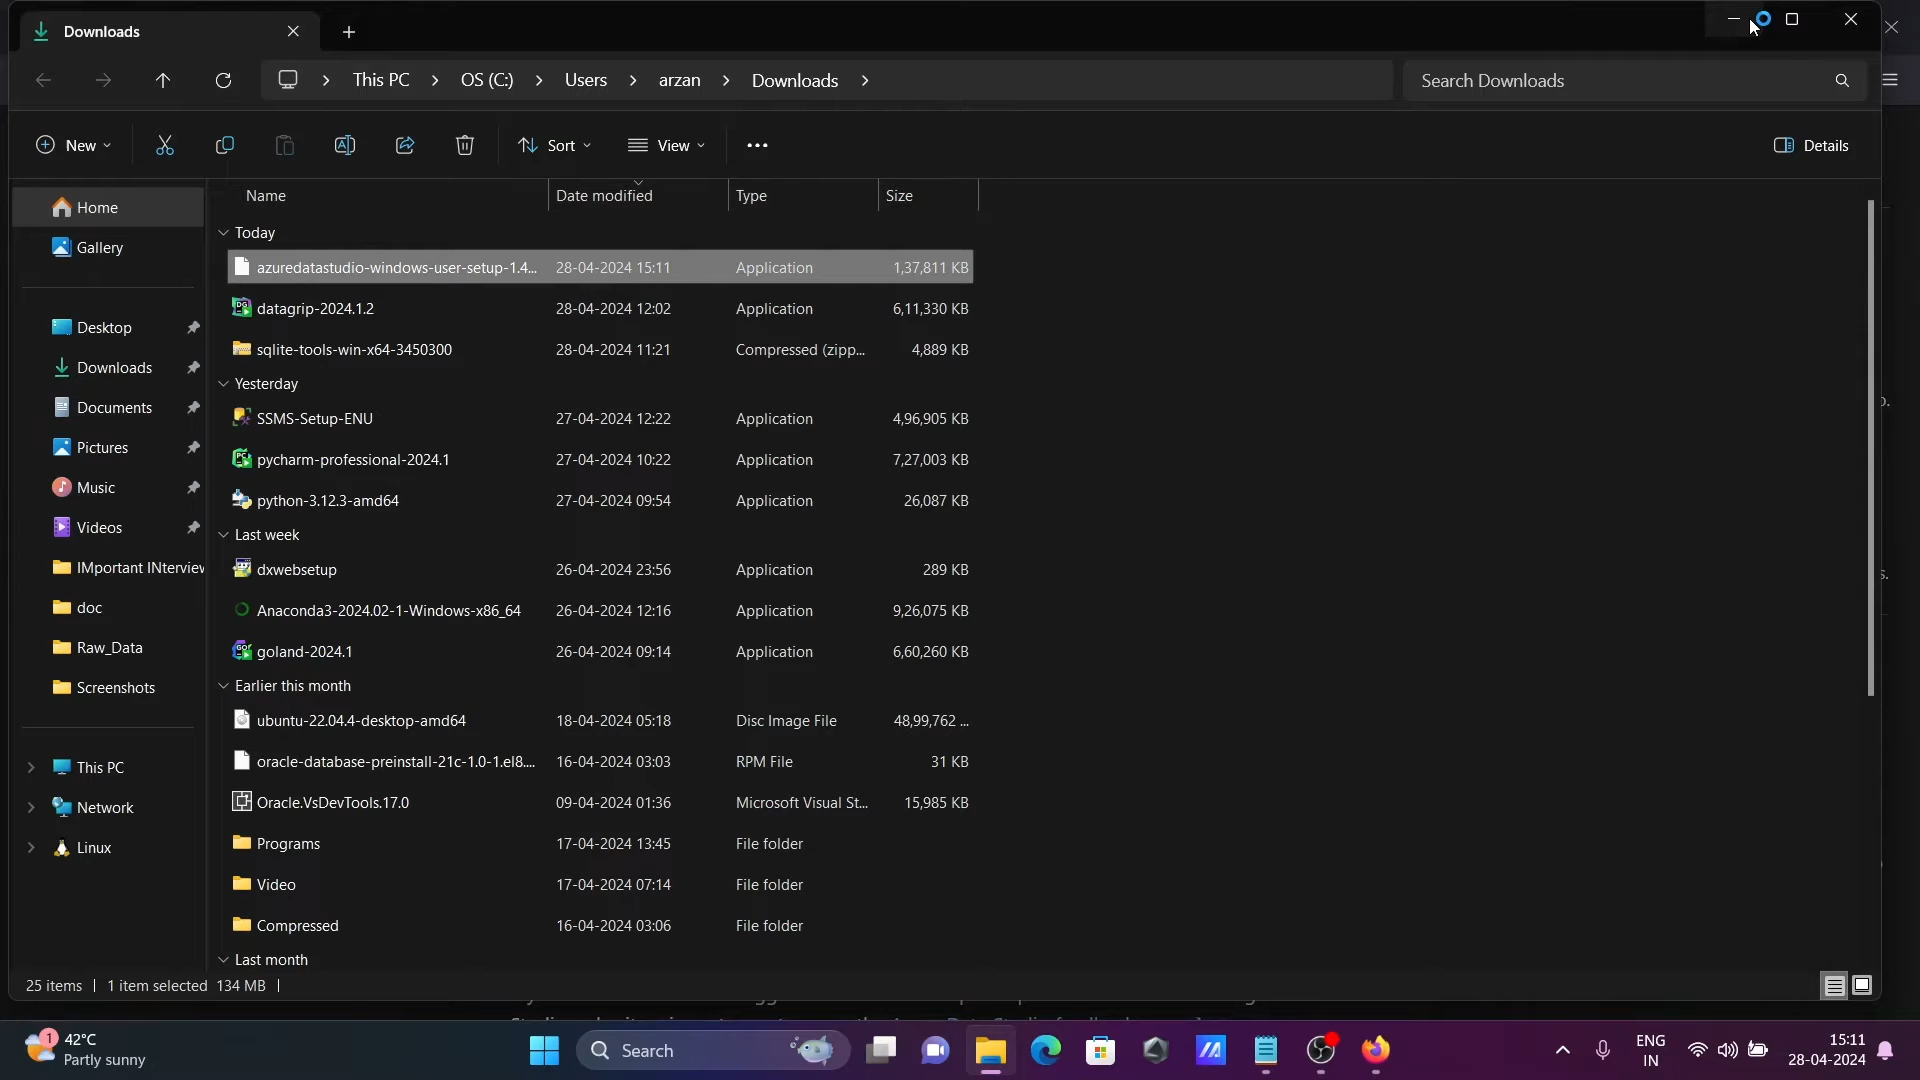 Downloads
This PC > OS (C:) > Users > arzan > Downloads >
Search Downloads
New
Sort
View
Details
Name Date modified Type Size
Home
Gallery
Desktop
Downloads
Documents
Pictures
Music
Videos
IMportant INterview
doc
Raw_Data
Screenshots
This PC
Network
Linux
Today
azuredatastudio-windows-user-setup-1.4... 28-04-2024 15:11 Application 1,37,811 KB
datagrip-2024.1.2 28-04-2024 12:02 Application 6,11,330 KB
sqlite-tools-win-x64-3450300 28-04-2024 11:21 Compressed (zipp... 4,889 KB
Yesterday
SSMS-Setup-ENU 27-04-2024 12:22 Application 4,96,905 KB
pycharm-professional-2024.1 27-04-2024 10:22 Application 7,27,003 KB
python-3.12.3-amd64 27-04-2024 09:54 Application 26,087 KB
Last week
dxwebsetup 26-04-2024 23:56 Application 289 KB
Anaconda3-2024.02-1-Windows-x86_64 26-04-2024 12:16 Application 9,26,075 KB
goland-2024.1 26-04-2024 09:14 Application 6,60,260 KB
Earlier this month
ubuntu-22.04.4-desktop-amd64 18-04-2024 05:18 Disc Image File 48,99,762 ...
oracle-database-preinstall-21c-1.0-1.el8.... 16-04-2024 03:03 RPM File 31 KB
Oracle.VsDevTools.17.0 09-04-2024 01:36 Microsoft Visual St... 15,985 KB
Programs 17-04-2024 13:45 File folder
Video 17-04-2024 07:14 File folder
Compressed 16-04-2024 03:06 File folder
Last month
25 items | 1 item selected 134 MB |
1
42°C
Partly sunny
Search
ENG
IN
15:11
28-04-2024